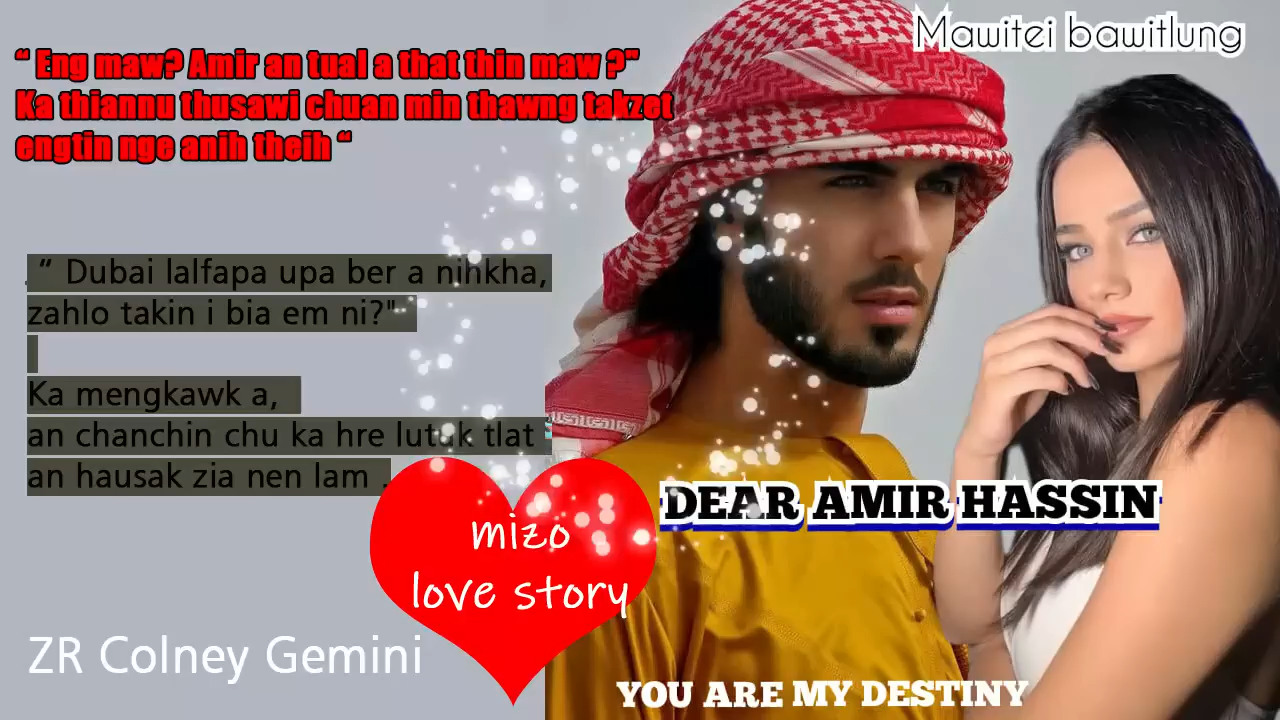 Mawitei bawitlung
“ Eng maw? Amir an tual a that thin maw ?"
Ka thiannu thusawi chuan min thawng takzet
engtin nge anih theih “
. “ Dubai lalfapa upa ber a nihkha,
zahlo takin i bia em ni?"
Ka mengkawk a,
an chanchin chu ka hre lutuk tlat
an hausak zia nen lam .
DEAR AMIR HASSIN
mizo
love story
ZR Colney Gemini
YOU ARE MY DESTINY